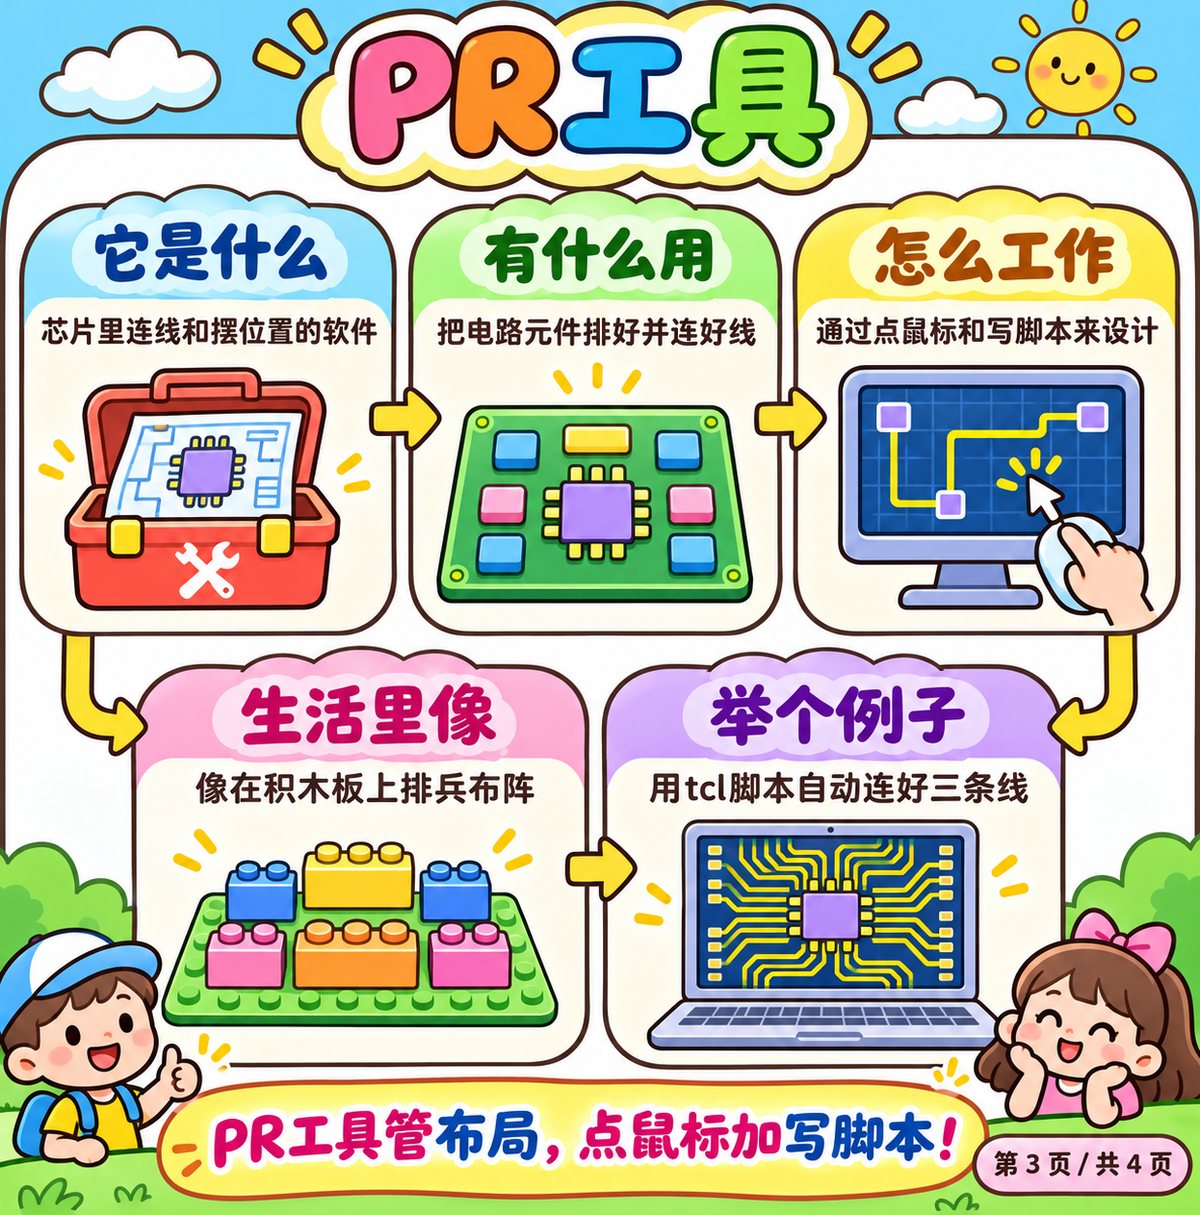 PR工具
它是什么
芯片里连线和摆位置的软件
有什么用
把电路元件排好并连好线
怎么工作
通过点鼠标和写脚本来设计
生活里像
像在积木板上排兵布阵
举个例子
用tcl脚本自动连好三条线
PR工具管布局，点鼠标加写脚本！
第3页/共4页